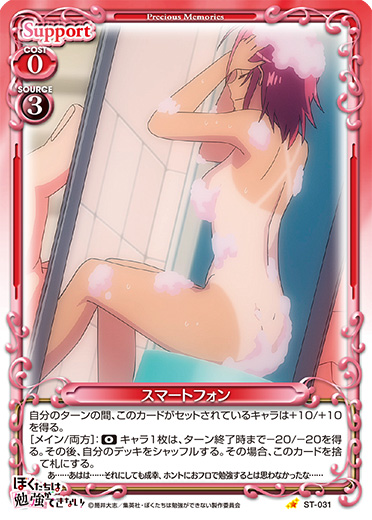 Precious Memories
Support
COST
0
SOURCE
3
スマートフォン
自分のターンの間、このカードがセットされているキャラは+10/+10
を得る。
[メイン/両方]:0キャラ1枚は、ターン終了時まで-20/-20を得
る。その後、自分のデッキをシャッフルする。その場合、このカードを捨
て札にする。
あ……あはは……それにしても成幸、ホントにおフロで勉強するとは思わなかったな……
ぼくたちは
勉強ができない
©筒井大志/集英社・ぼくたちは勉強ができない製作委員会
ST-031